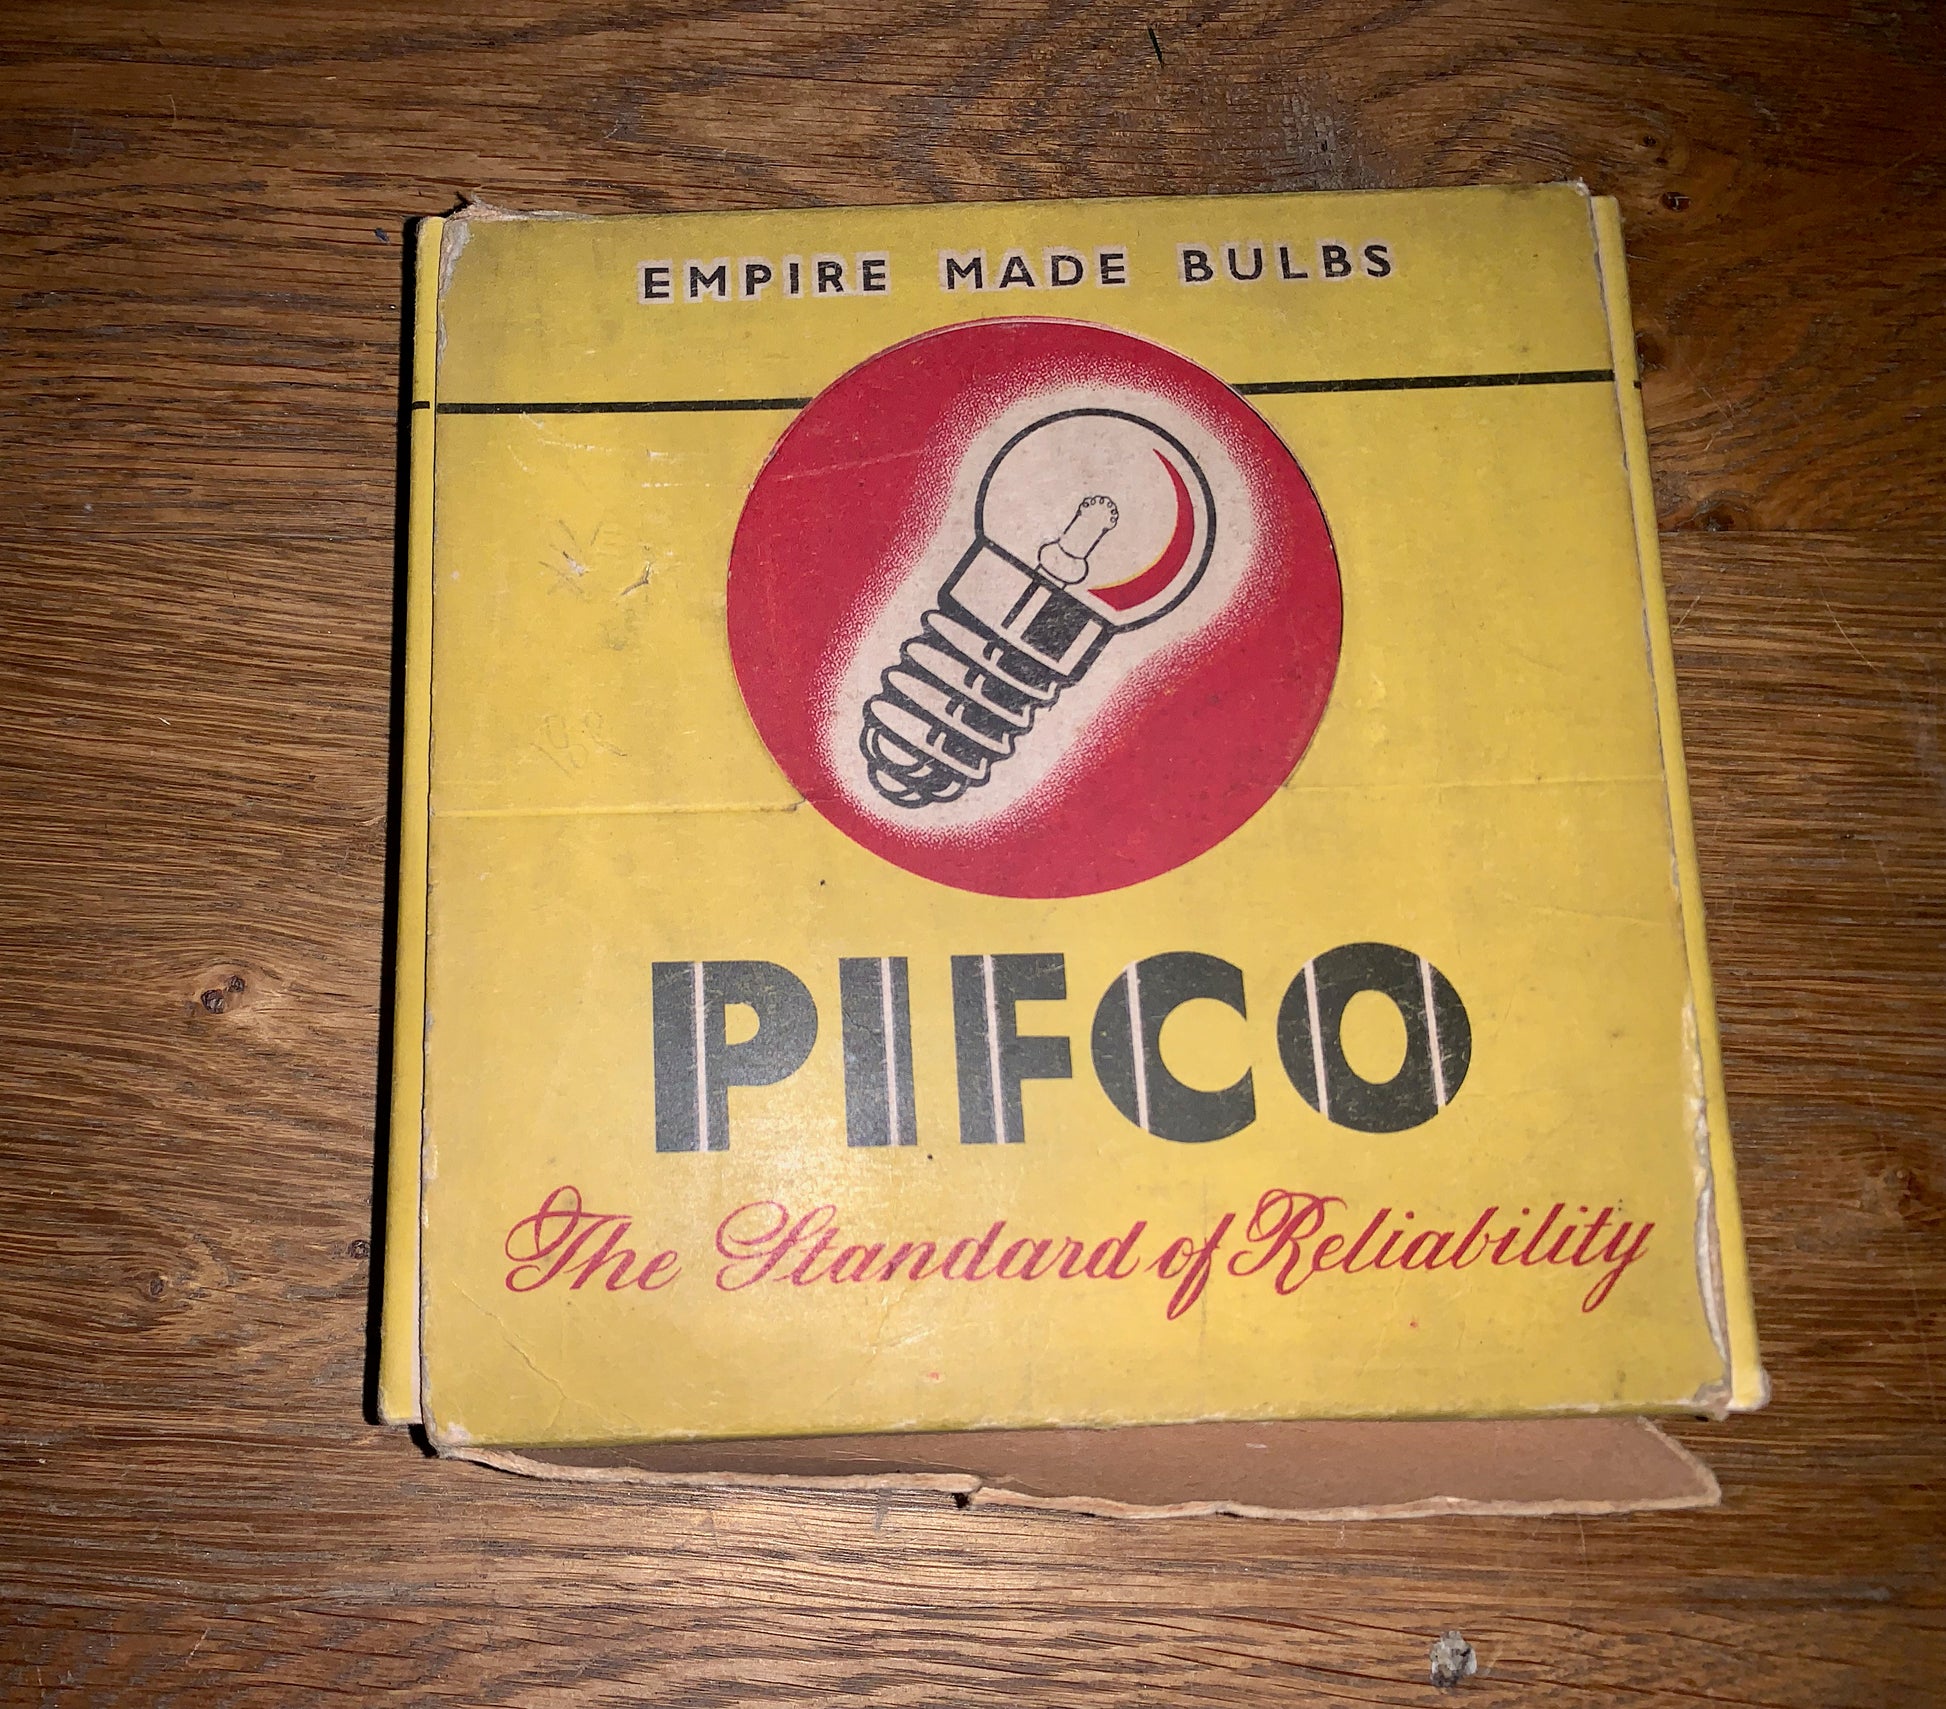 EMPIRE MADE BULBS
PIFCO
The Standard of Reliability